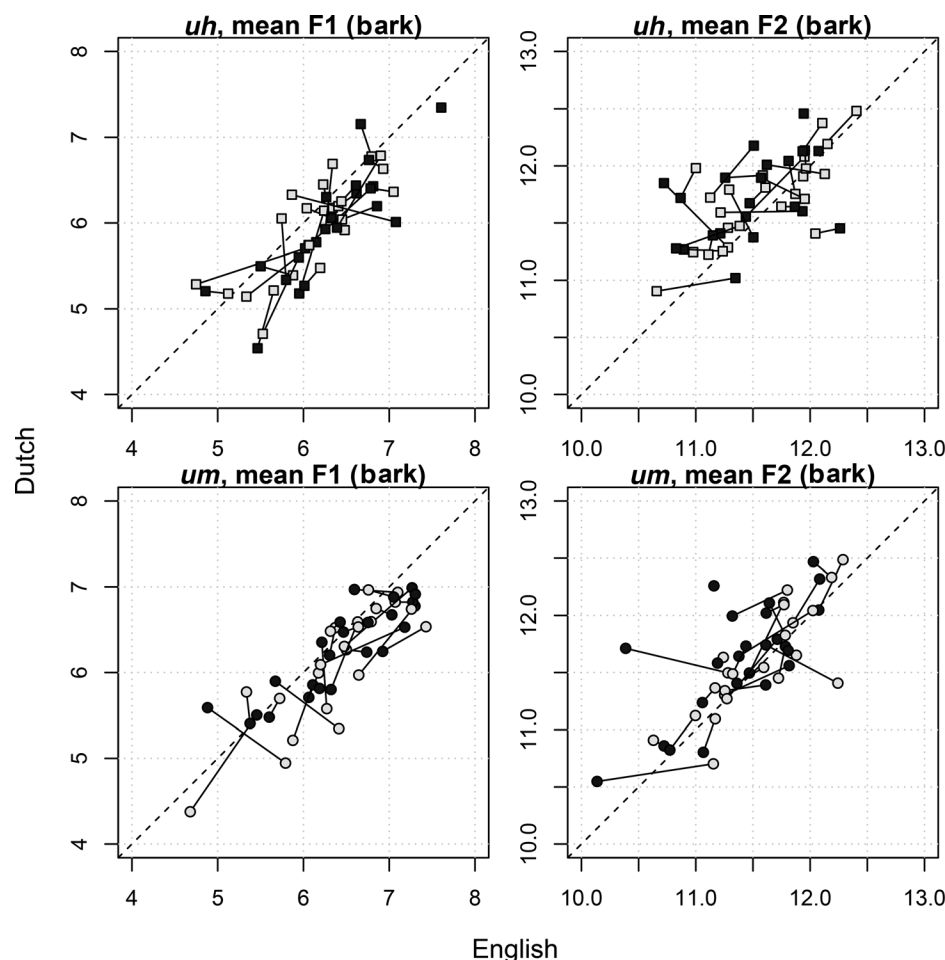 uh, mean F1 (bark)
uh, mean F2 (bark)
8
7
6
5
4
4 5 6 7 8
13.0
12.0
11.0
10.0
10.0 11.0 12.0 13.0
Dutch
um, mean F1 (bark)
um, mean F2 (bark)
8
7
6
5
4
4 5 6 7 8
13.0
12.0
11.0
10.0
10.0 11.0 12.0 13.0
English